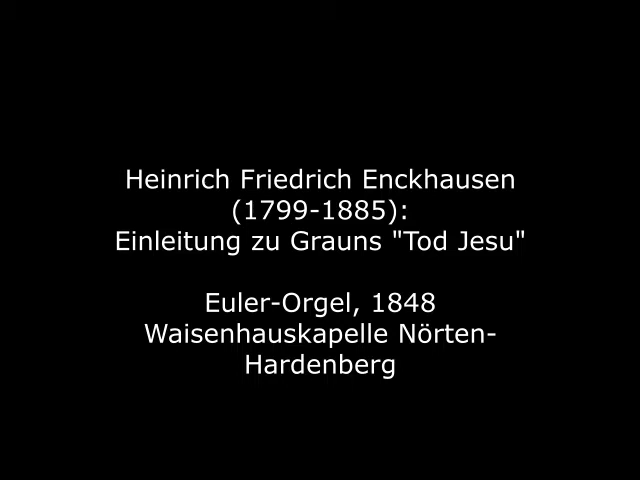 Heinrich Friedrich Enckhausen
(1799-1885):
Einleitung zu Grauns "Tod Jesu"
Euler-Orgel, 1848
Waisenhauskapelle Nörten-
Hardenberg